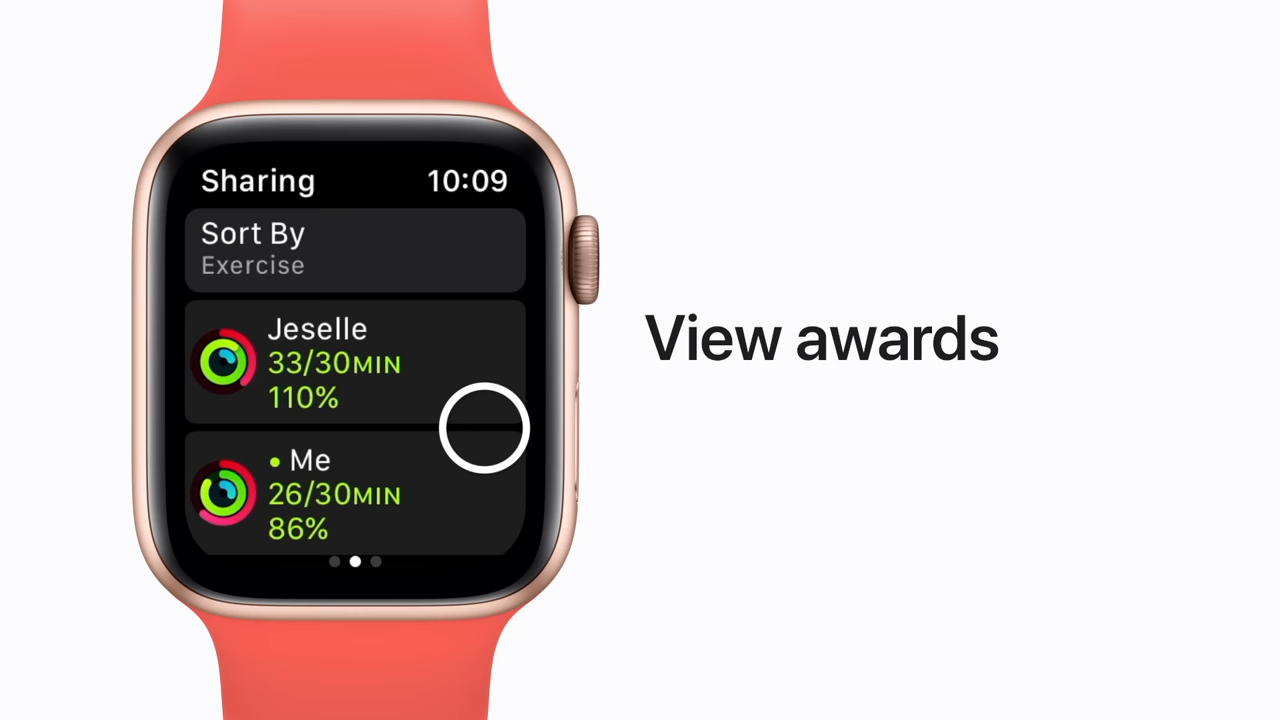 Sharing 10:09
Sort By
Exercise
Jeselle
33/30MIN
110%
• Me
26/30MIN
86%
View awards